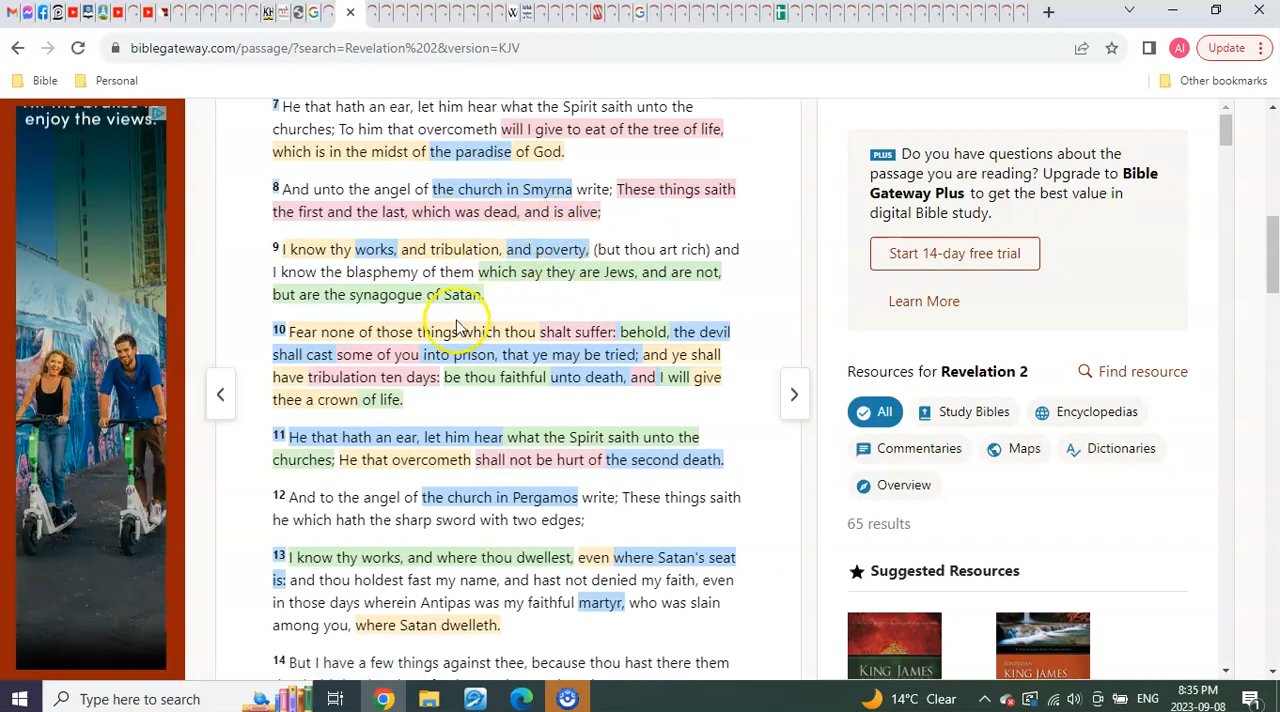 biblegateway.com/passage/?search=Revelation%202&version=KJV
AI
Update
Bible
Personal
Other bookmarks
enjoy the views.
7 He that hath an ear, let him hear what the Spirit saith unto the
churches; To him that overcometh will I give to eat of the tree of life,
which is in the midst of the paradise of God.
8 And unto the angel of the church in Smyrna write; These things saith
the first and the last, which was dead, and is alive;
9 I know thy works, and tribulation, and poverty, (but thou art rich) and
I know the blasphemy of them which say they are Jews, and are not,
but are the synagogue of Satan.
10 Fear none of those things which thou shalt suffer: behold, the devil
shall cast some of you into prison, that ye may be tried; and ye shall
have tribulation ten days: be thou faithful unto death, and I will give
thee a crown of life.
11 He that hath an ear, let him hear what the Spirit saith unto the
churches; He that overcometh shall not be hurt of the second death.
12 And to the angel of the church in Pergamos write; These things saith
he which hath the sharp sword with two edges;
13 I know thy works, and where thou dwellest, even where Satan's seat
is: and thou holdest fast my name, and hast not denied my faith, even
in those days wherein Antipas was my faithful martyr, who was slain
among you, where Satan dwelleth.
14 But I have a few things against thee, because thou hast there them
PLUS Do you have questions about the
passage you are reading? Upgrade to Bible
Gateway Plus to get the best value in
digital Bible study.
Start 14-day free trial
Learn More
Resources for Revelation 2
Find resource
All
Study Bibles
Encyclopedias
Commentaries
Maps
Dictionaries
Overview
65 results
Suggested Resources
KING JAMES
KING JAMES
Type here to search
14°C Clear
ENG
8:35 PM
2023-09-08
1